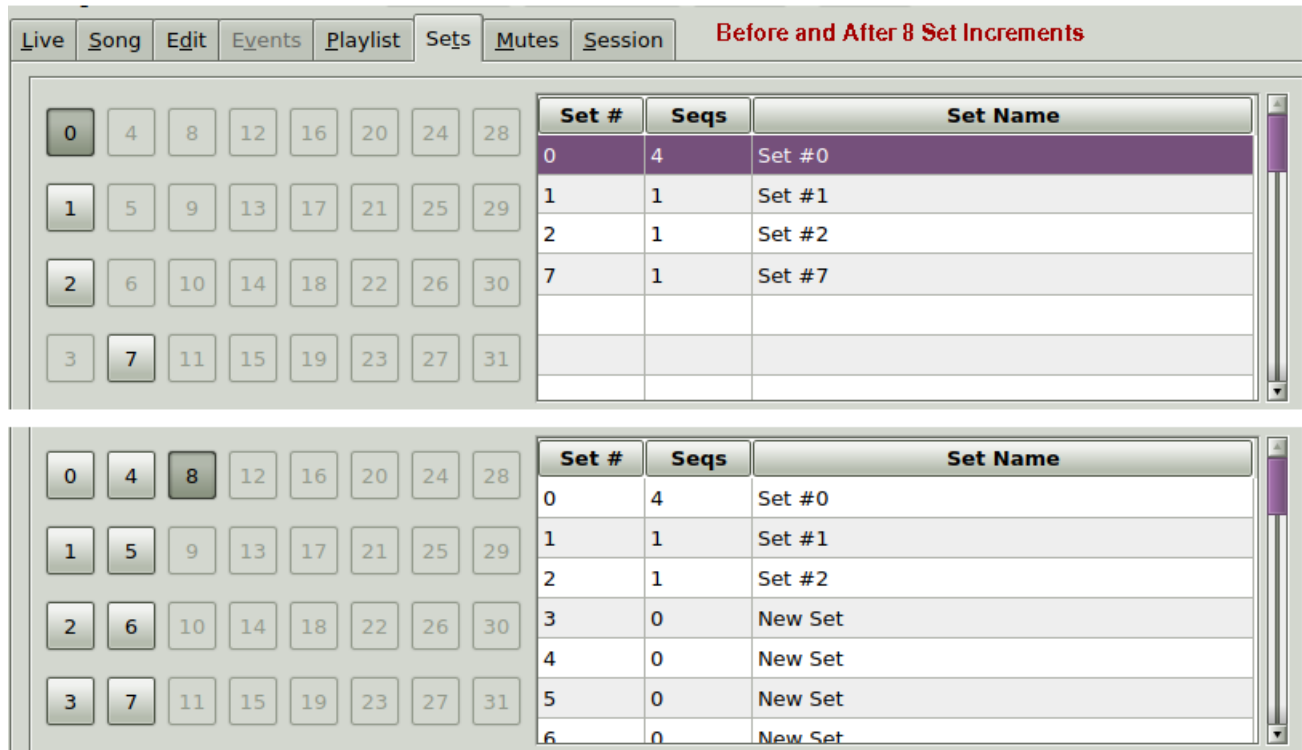 Live Song Edit Events Playlist Sets Mutes Session Before and After 8 Set Increments
0 4 8 12 16 20 24 28
1 5 9 13 17 21 25 29
2 6 10 14 18 22 26 30
3 7 11 15 19 23 27 31
Set # Seqs Set Name
0 4 Set #0
1 1 Set #1
2 1 Set #2
7 1 Set #7
0 4 8 12 16 20 24 28
1 5 9 13 17 21 25 29
2 6 10 14 18 22 26 30
3 7 11 15 19 23 27 31
Set # Seqs Set Name
0 4 Set #0
1 1 Set #1
2 1 Set #2
3 0 New Set
4 0 New Set
5 0 New Set
6 0 New Set